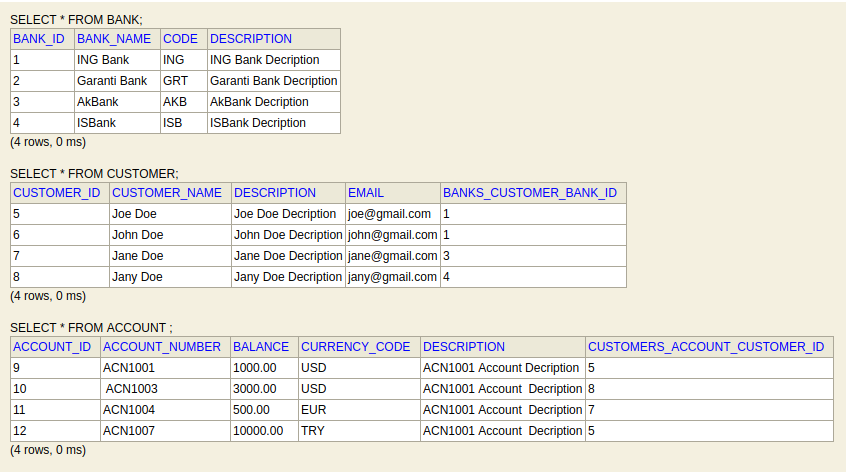 SELECT * FROM BANK;
BANK_ID BANK_NAME CODE DESCRIPTION
1 ING Bank ING ING Bank Decription
2 Garanti Bank GRT Garanti Bank Decription
3 AkBank AKB AkBank Decription
4 ISBank ISB ISBank Decription
(4 rows, 0 ms)
SELECT * FROM CUSTOMER;
CUSTOMER_ID CUSTOMER_NAME DESCRIPTION EMAIL BANKS_CUSTOMER_BANK_ID
5 Joe Doe Joe Doe Decription joe@gmail.com 1
6 John Doe John Doe Decription john@gmail.com 1
7 Jane Doe Jane Doe Decription jane@gmail.com 3
8 Jany Doe Jany Doe Decription jany@gmail.com 4
(4 rows, 0 ms)
SELECT * FROM ACCOUNT ;
ACCOUNT_ID ACCOUNT_NUMBER BALANCE CURRENCY_CODE DESCRIPTION CUSTOMERS_ACCOUNT_CUSTOMER_ID
9 ACN1001 1000.00 USD ACN1001 Account Decription 5
10 ACN1003 3000.00 USD ACN1001 Account  Decription 8
11 ACN1004 500.00 EUR ACN1001 Account  Decription 7
12 ACN1007 10000.00 TRY ACN1001 Account  Decription 5
(4 rows, 0 ms)